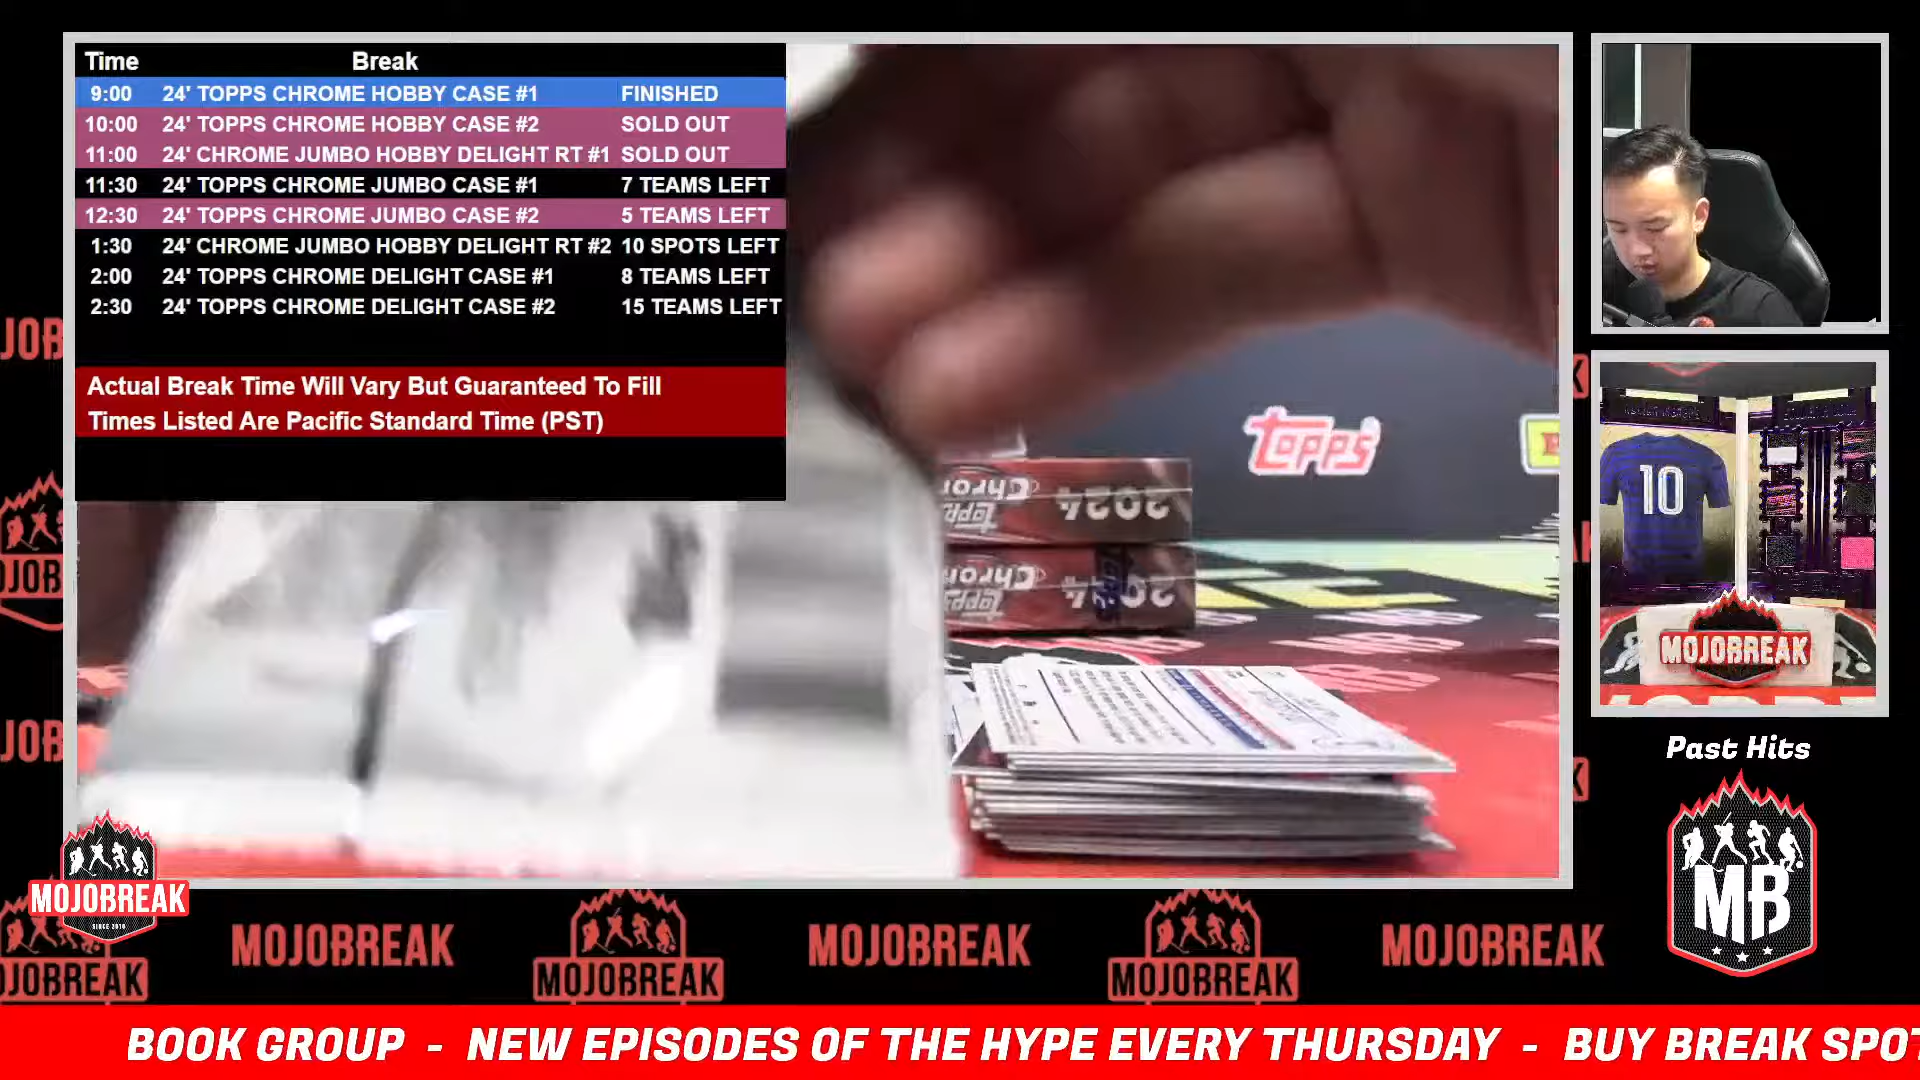 Time Break
9:00 24' TOPPS CHROME HOBBY CASE #1 FINISHED
10:00 24' TOPPS CHROME HOBBY CASE #2 SOLD OUT
11:00 24' CHROME JUMBO HOBBY DELIGHT RT #1 SOLD OUT
11:30 24' TOPPS CHROME JUMBO CASE #1 7 TEAMS LEFT
12:30 24' TOPPS CHROME JUMBO CASE #2 5 TEAMS LEFT
1:30 24' CHROME JUMBO HOBBY DELIGHT RT #2 10 SPOTS LEFT
2:00 24' TOPPS CHROME DELIGHT CASE #1 8 TEAMS LEFT
2:30 24' TOPPS CHROME DELIGHT CASE #2 15 TEAMS LEFT
Actual Break Time Will Vary But Guaranteed To Fill
Times Listed Are Pacific Standard Time (PST)
Topps
2024 Topps Chrom
2024 Topps Chrom
10
MOJOBREAK
Past Hits
MB
MOJOBREAK
SINCE 2010
MOJOBREAK MOJOBREAK MOJOBREAK MOJOBREAK MOJOBREAK
BOOK GROUP - NEW EPISODES OF THE HYPE EVERY THURSDAY - BUY BREAK SPOT